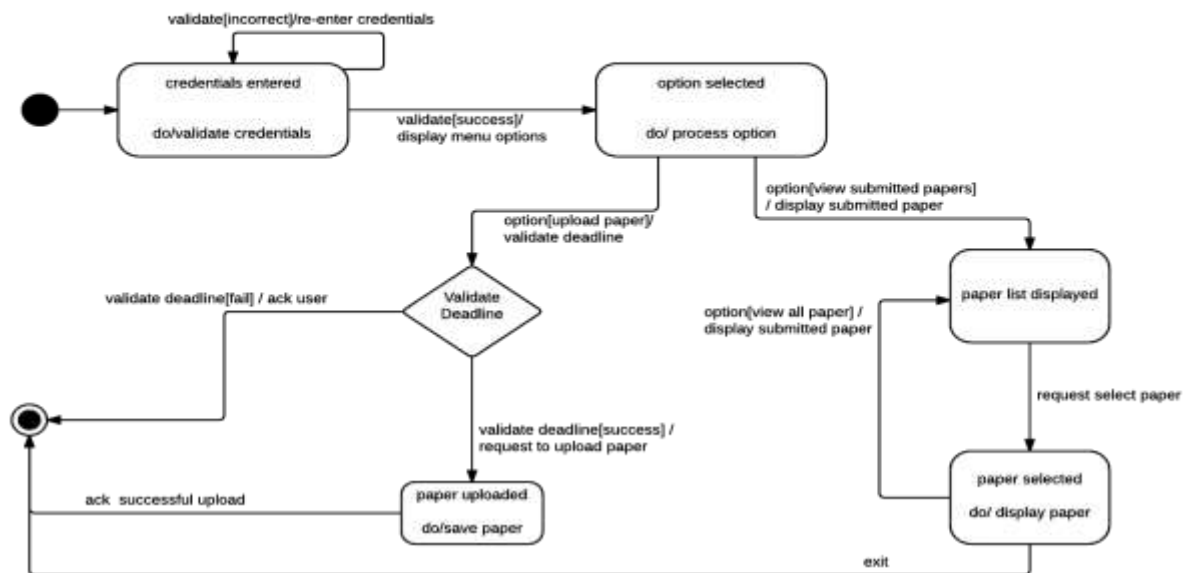 validate[incorrect]/re-enter credentials
credentials entered
do/validate credentials
validate[success]/
display menu options
option selected
do/ process option
option[upload paper]/
validate deadline
option[view submitted papers]
/ display submitted paper
Validate
Deadline
validate deadline[fail] / ack user
paper list displayed
option[view all paper] /
display submitted paper
request select paper
validate deadline[success] /
request to upload paper
paper uploaded
do/save paper
ack successful upload
paper selected
do/ display paper
exit